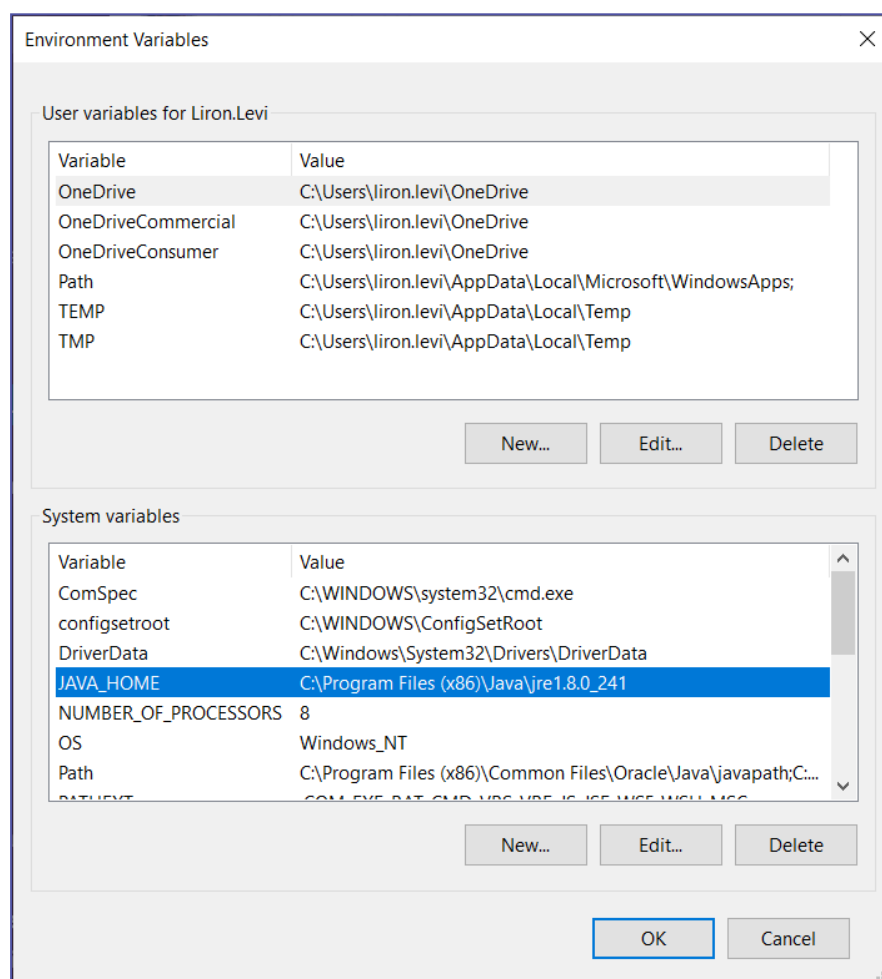 Environment Variables
User variables for Liron.Levi
Variable Value
OneDrive C:\Users\liron.levi\OneDrive
OneDriveCommercial C:\Users\liron.levi\OneDrive
OneDriveConsumer C:\Users\liron.levi\OneDrive
Path C:\Users\liron.levi\AppData\Local\Microsoft\WindowsApps;
TEMP C:\Users\liron.levi\AppData\Local\Temp
TMP C:\Users\liron.levi\AppData\Local\Temp
New... Edit... Delete
System variables
Variable Value
ComSpec C:\WINDOWS\system32\cmd.exe
configsetroot C:\WINDOWS\ConfigSetRoot
DriverData C:\Windows\System32\Drivers\DriverData
JAVA_HOME C:\Program Files (x86)\Java\jre1.8.0_241
NUMBER_OF_PROCESSORS 8
OS Windows_NT
Path C:\Program Files (x86)\Common Files\Oracle\Java\javapath;C:...
New... Edit... Delete
OK Cancel